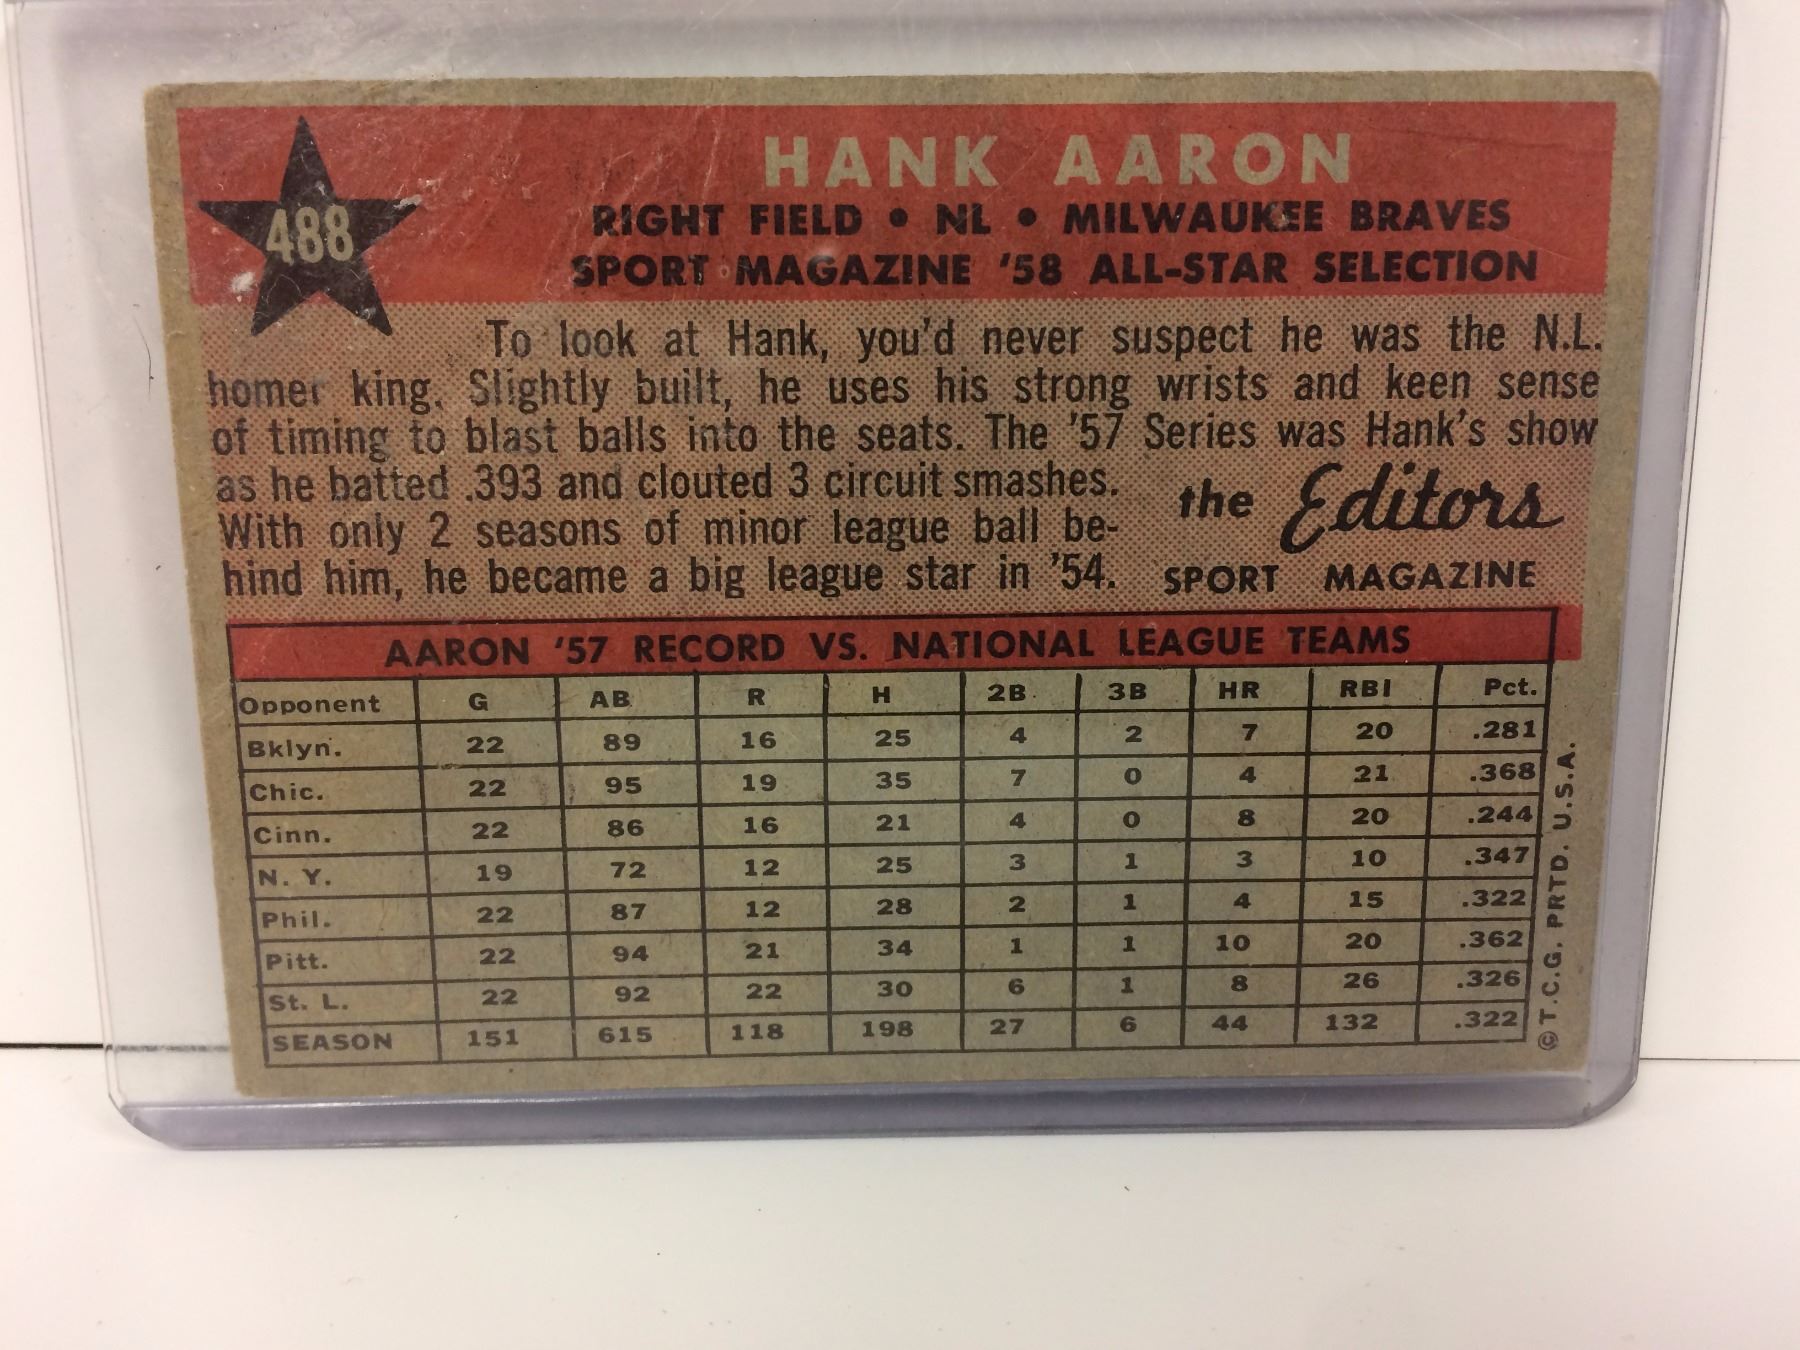 488
HANK AARON
RIGHT FIELD • NL • MILWAUKEE BRAVES
SPORT MAGAZINE '58 ALL-STAR SELECTION
To look at Hank, you'd never suspect he was the N.L.
homer king. Slightly built, he uses his strong wrists and keen sense
of timing to blast balls into the seats. The '57 Series was Hank's show
as he batted .393 and clouted 3 circuit smashes.
With only 2 seasons of minor league ball be-
hind him, he became a big league star in '54.
the Editors
SPORT MAGAZINE
AARON '57 RECORD VS. NATIONAL LEAGUE TEAMS
Opponent G AB R H 2B 3B HR RBI Pct.
Bklyn. 22 89 16 25 4 2 7 20 .281
Chic. 22 95 19 35 7 0 4 21 .368
Cinn. 22 86 16 21 4 0 8 20 .244
N. Y. 19 72 12 25 3 1 3 10 .347
Phil. 22 87 12 28 2 1 4 15 .322
Pitt. 22 94 21 34 1 1 10 20 .362
St. L. 22 92 22 30 6 1 8 26 .326
SEASON 151 615 118 198 27 6 44 132 .322
© T.C.G. PRTD. U.S.A.